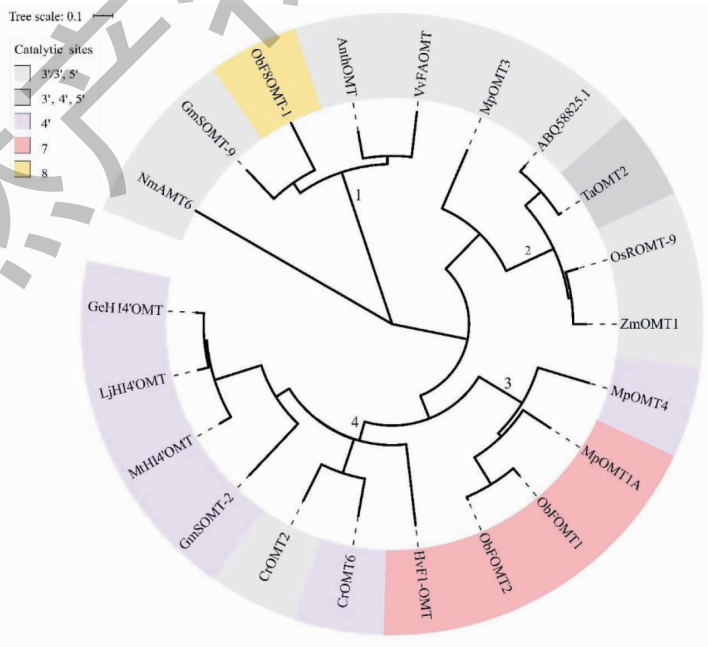 Tree scale: 0.1
Catalytic sites
3'/3', 5'
3', 4', 5'
4'
7
8
NmAMT6
GmSOMT-9
ObF8OMT-1
AnthOMT
VvFAOMT
MpOMT3
ABQ58825.1
TaOMT2
OsROMT-9
ZmOMT1
MpOMT4
MpOMT1A
ObFOMT1
ObFOMT2
HvF1-OMT
CrOMT6
CrOMT2
GmSOMT-2
MtHI4'OMT
LjHI4'OMT
GeHI4'OMT
1
2
3
4